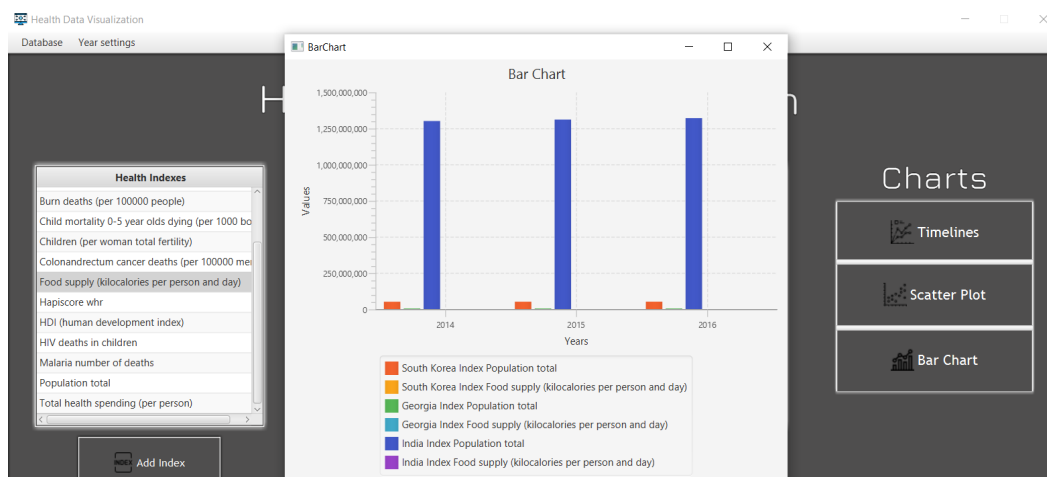 Health Data Visualization
Database Year settings
BarChart
H
n
Bar Chart
1,500,000,000
1,250,000,000
1,000,000,000
750,000,000
500,000,000
250,000,000
0
Values
2014 2015 2016
Years
South Korea Index Population total
South Korea Index Food supply (kilocalories per person and day)
Georgia Index Population total
Georgia Index Food supply (kilocalories per person and day)
India Index Population total
India Index Food supply (kilocalories per person and day)
Health Indexes
Burn deaths (per 100000 people)
Child mortality 0-5 year olds dying (per 1000 bo
Children (per woman total fertility)
Colonandrectum cancer deaths (per 100000 mer
Food supply (kilocalories per person and day)
Hapiscore whr
HDI (human development index)
HIV deaths in children
Malaria number of deaths
Population total
Total health spending (per person)
INDEX Add Index
Charts
Timelines
Scatter Plot
Bar Chart